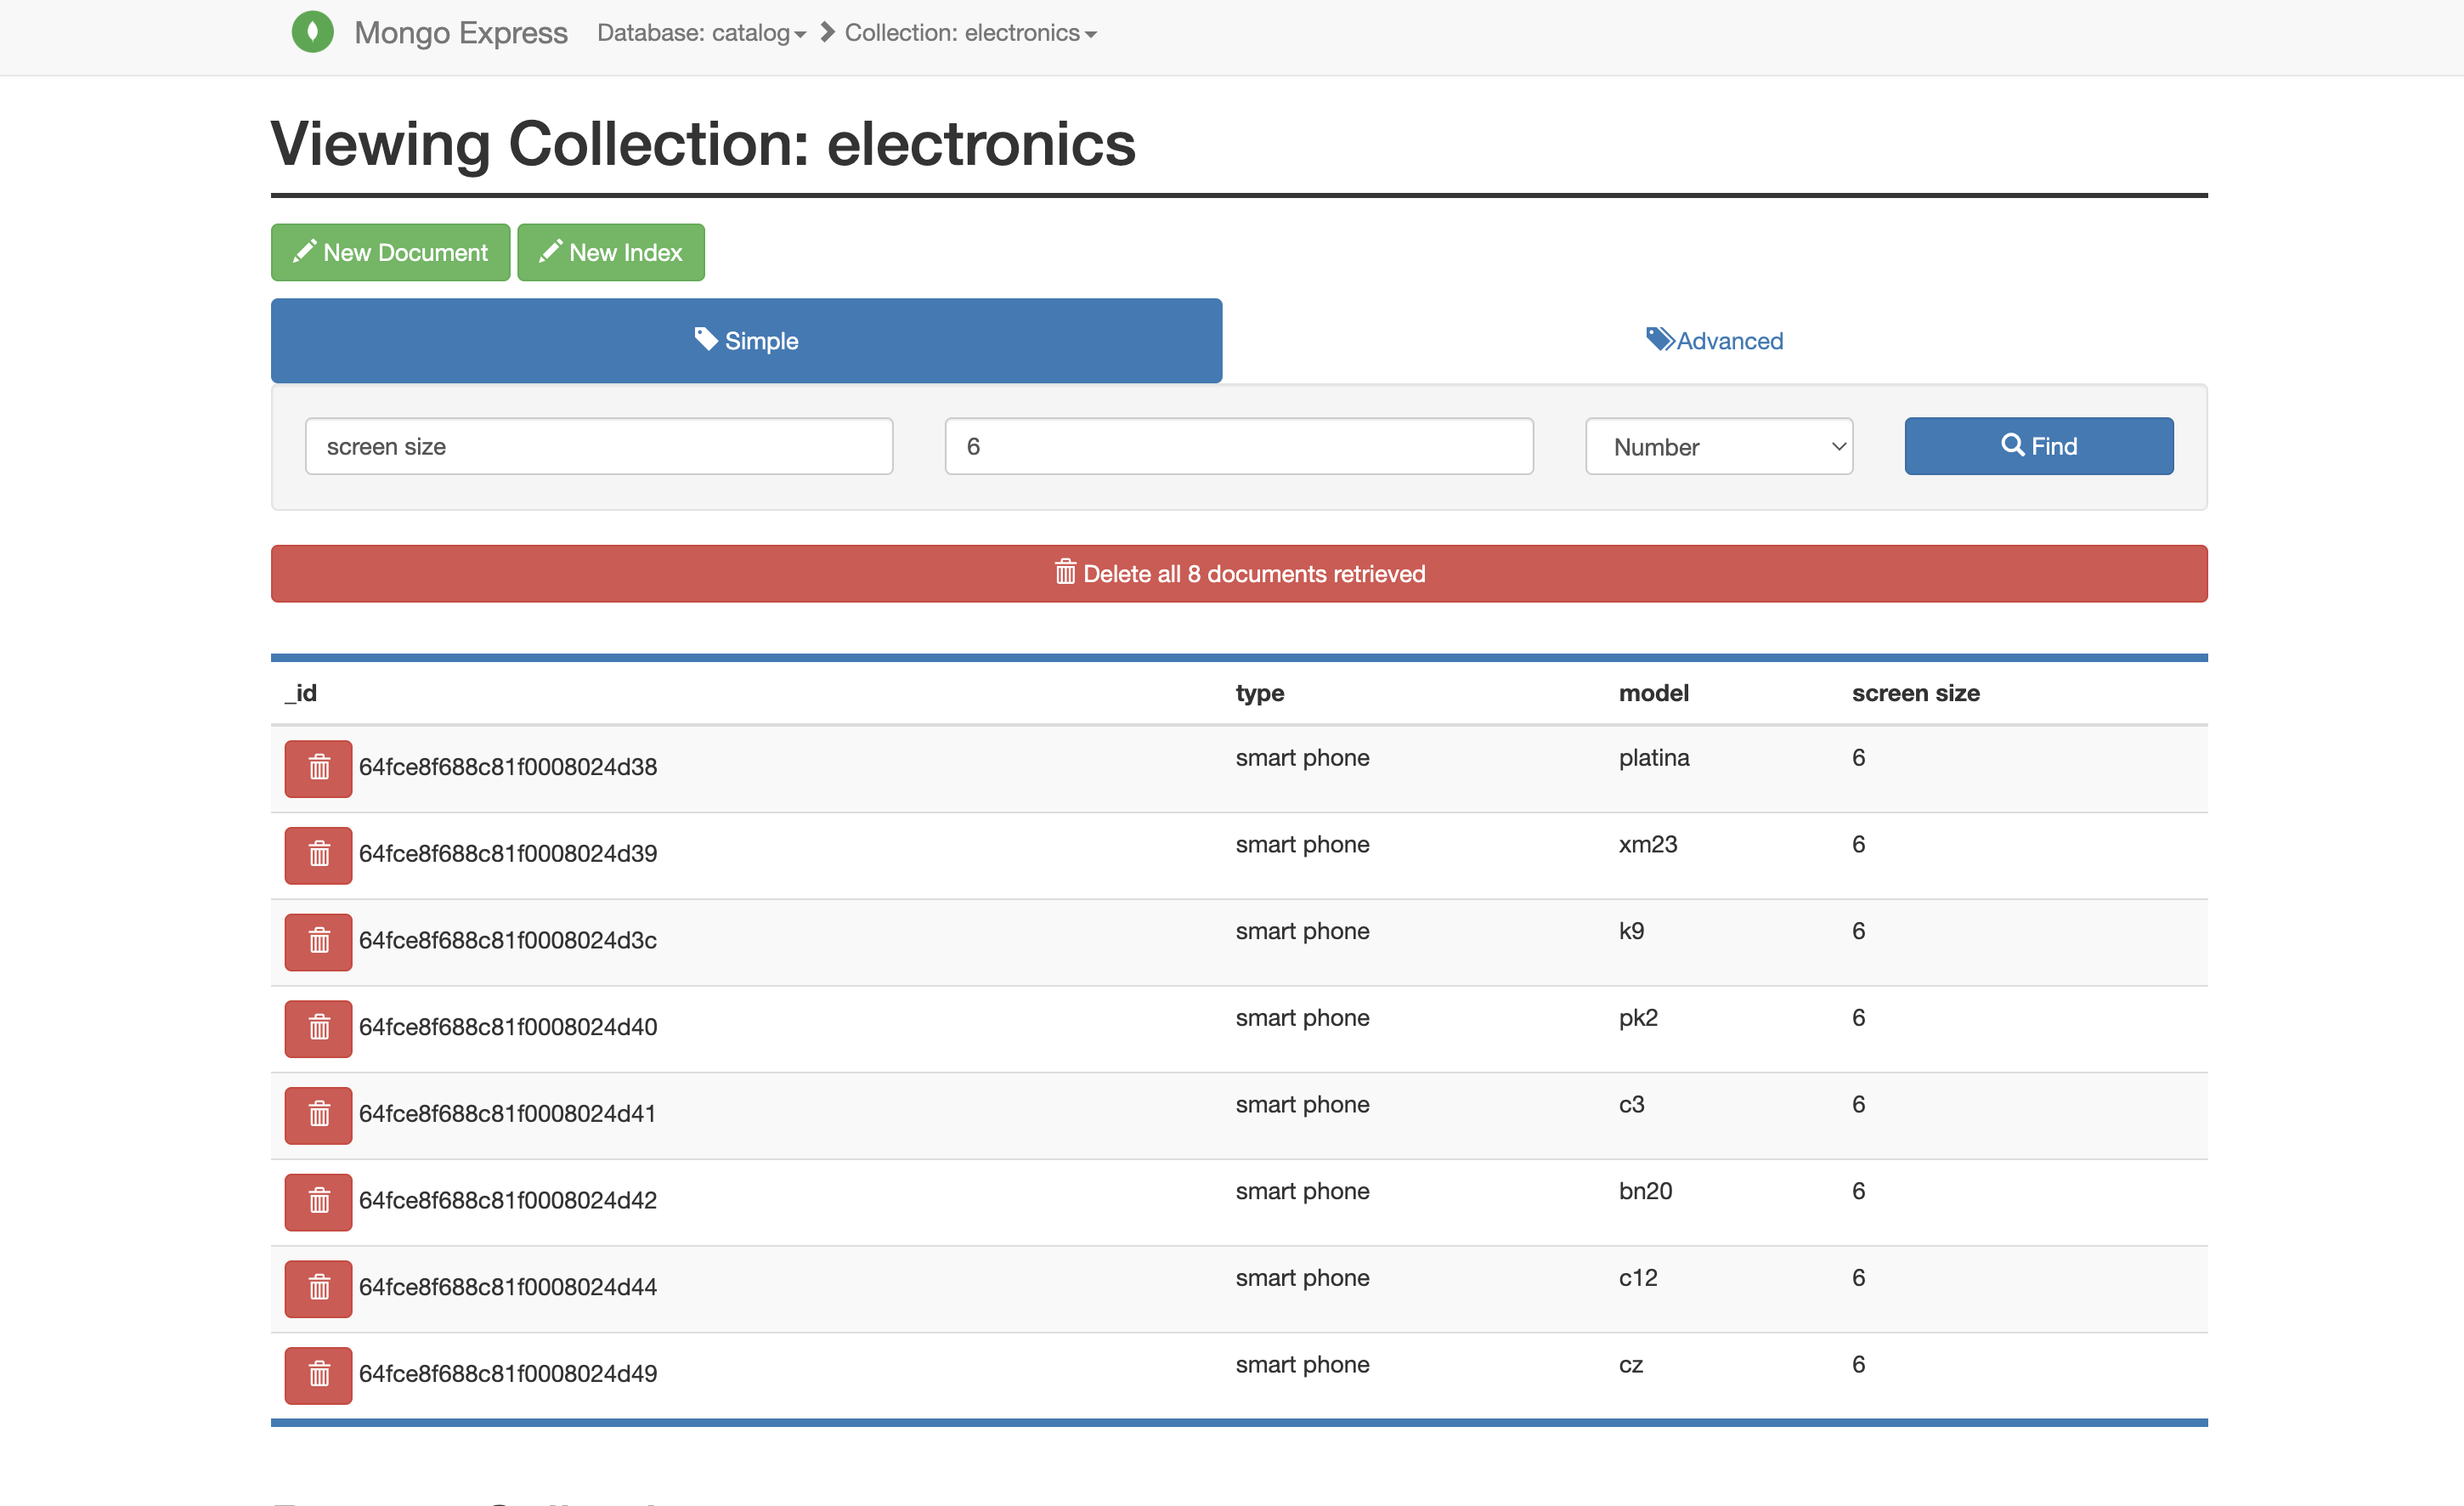 Mongo Express Database: catalog Collection: electronics
Viewing Collection: electronics
New Document New Index
Simple Advanced
screen size 6 Number Find
Delete all 8 documents retrieved
_id type model screen size
64fce8f688c81f0008024d38 smart phone platina 6
64fce8f688c81f0008024d39 smart phone xm23 6
64fce8f688c81f0008024d3c smart phone k9 6
64fce8f688c81f0008024d40 smart phone pk2 6
64fce8f688c81f0008024d41 smart phone c3 6
64fce8f688c81f0008024d42 smart phone bn20 6
64fce8f688c81f0008024d44 smart phone c12 6
64fce8f688c81f0008024d49 smart phone cz 6